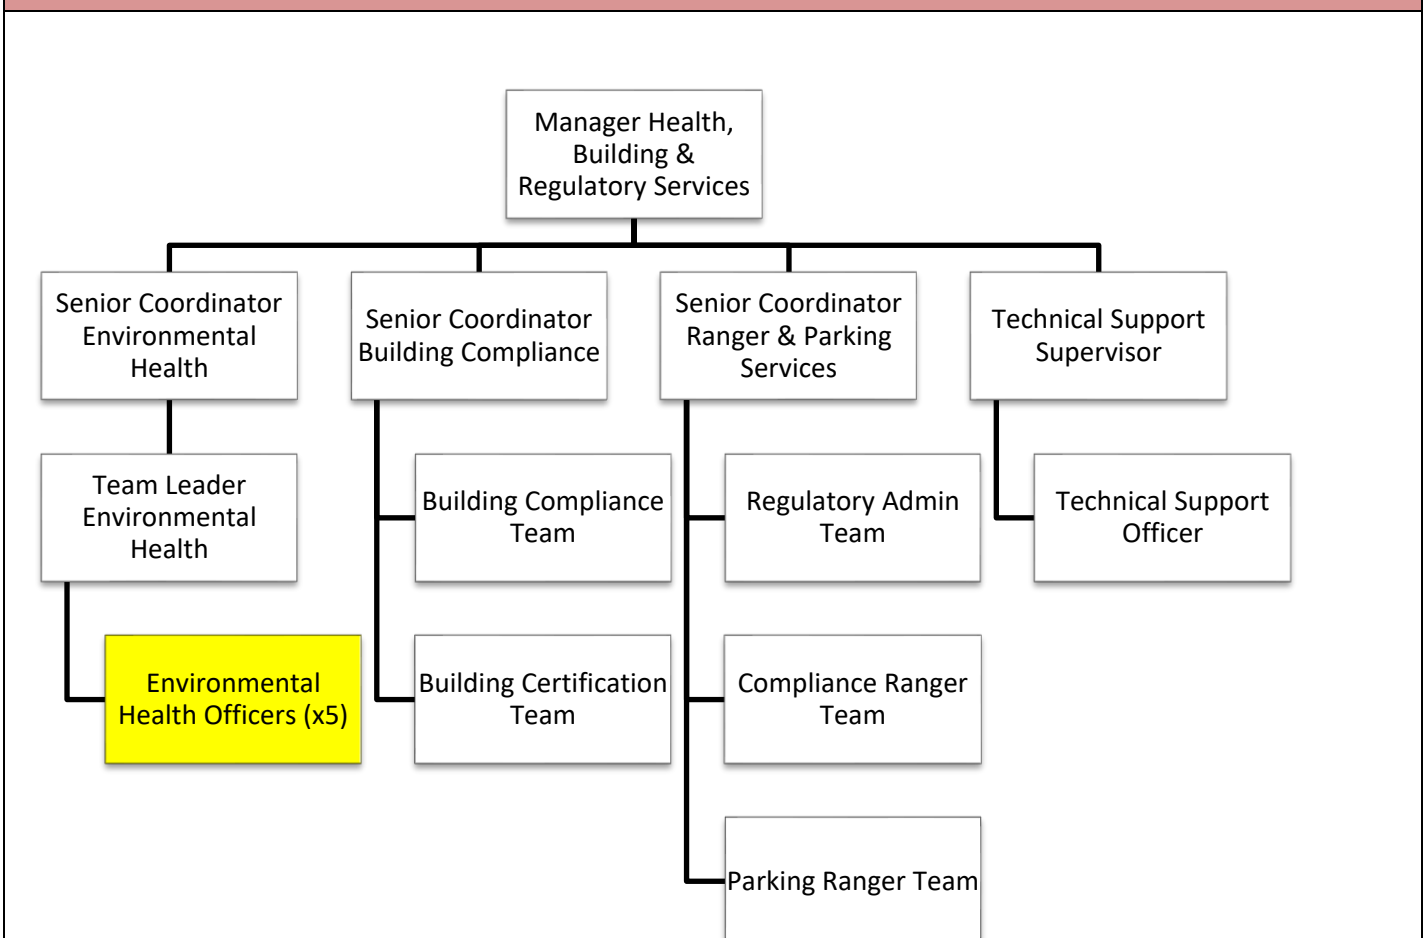 Manager Health,
Building &
Regulatory Services
Senior Coordinator
Environmental
Health
Senior Coordinator
Building Compliance
Senior Coordinator
Ranger & Parking
Services
Technical Support
Supervisor
Team Leader
Environmental
Health
Building Compliance
Team
Regulatory Admin
Team
Technical Support
Officer
Environmental
Health Officers (x5)
Building Certification
Team
Compliance Ranger
Team
Parking Ranger Team